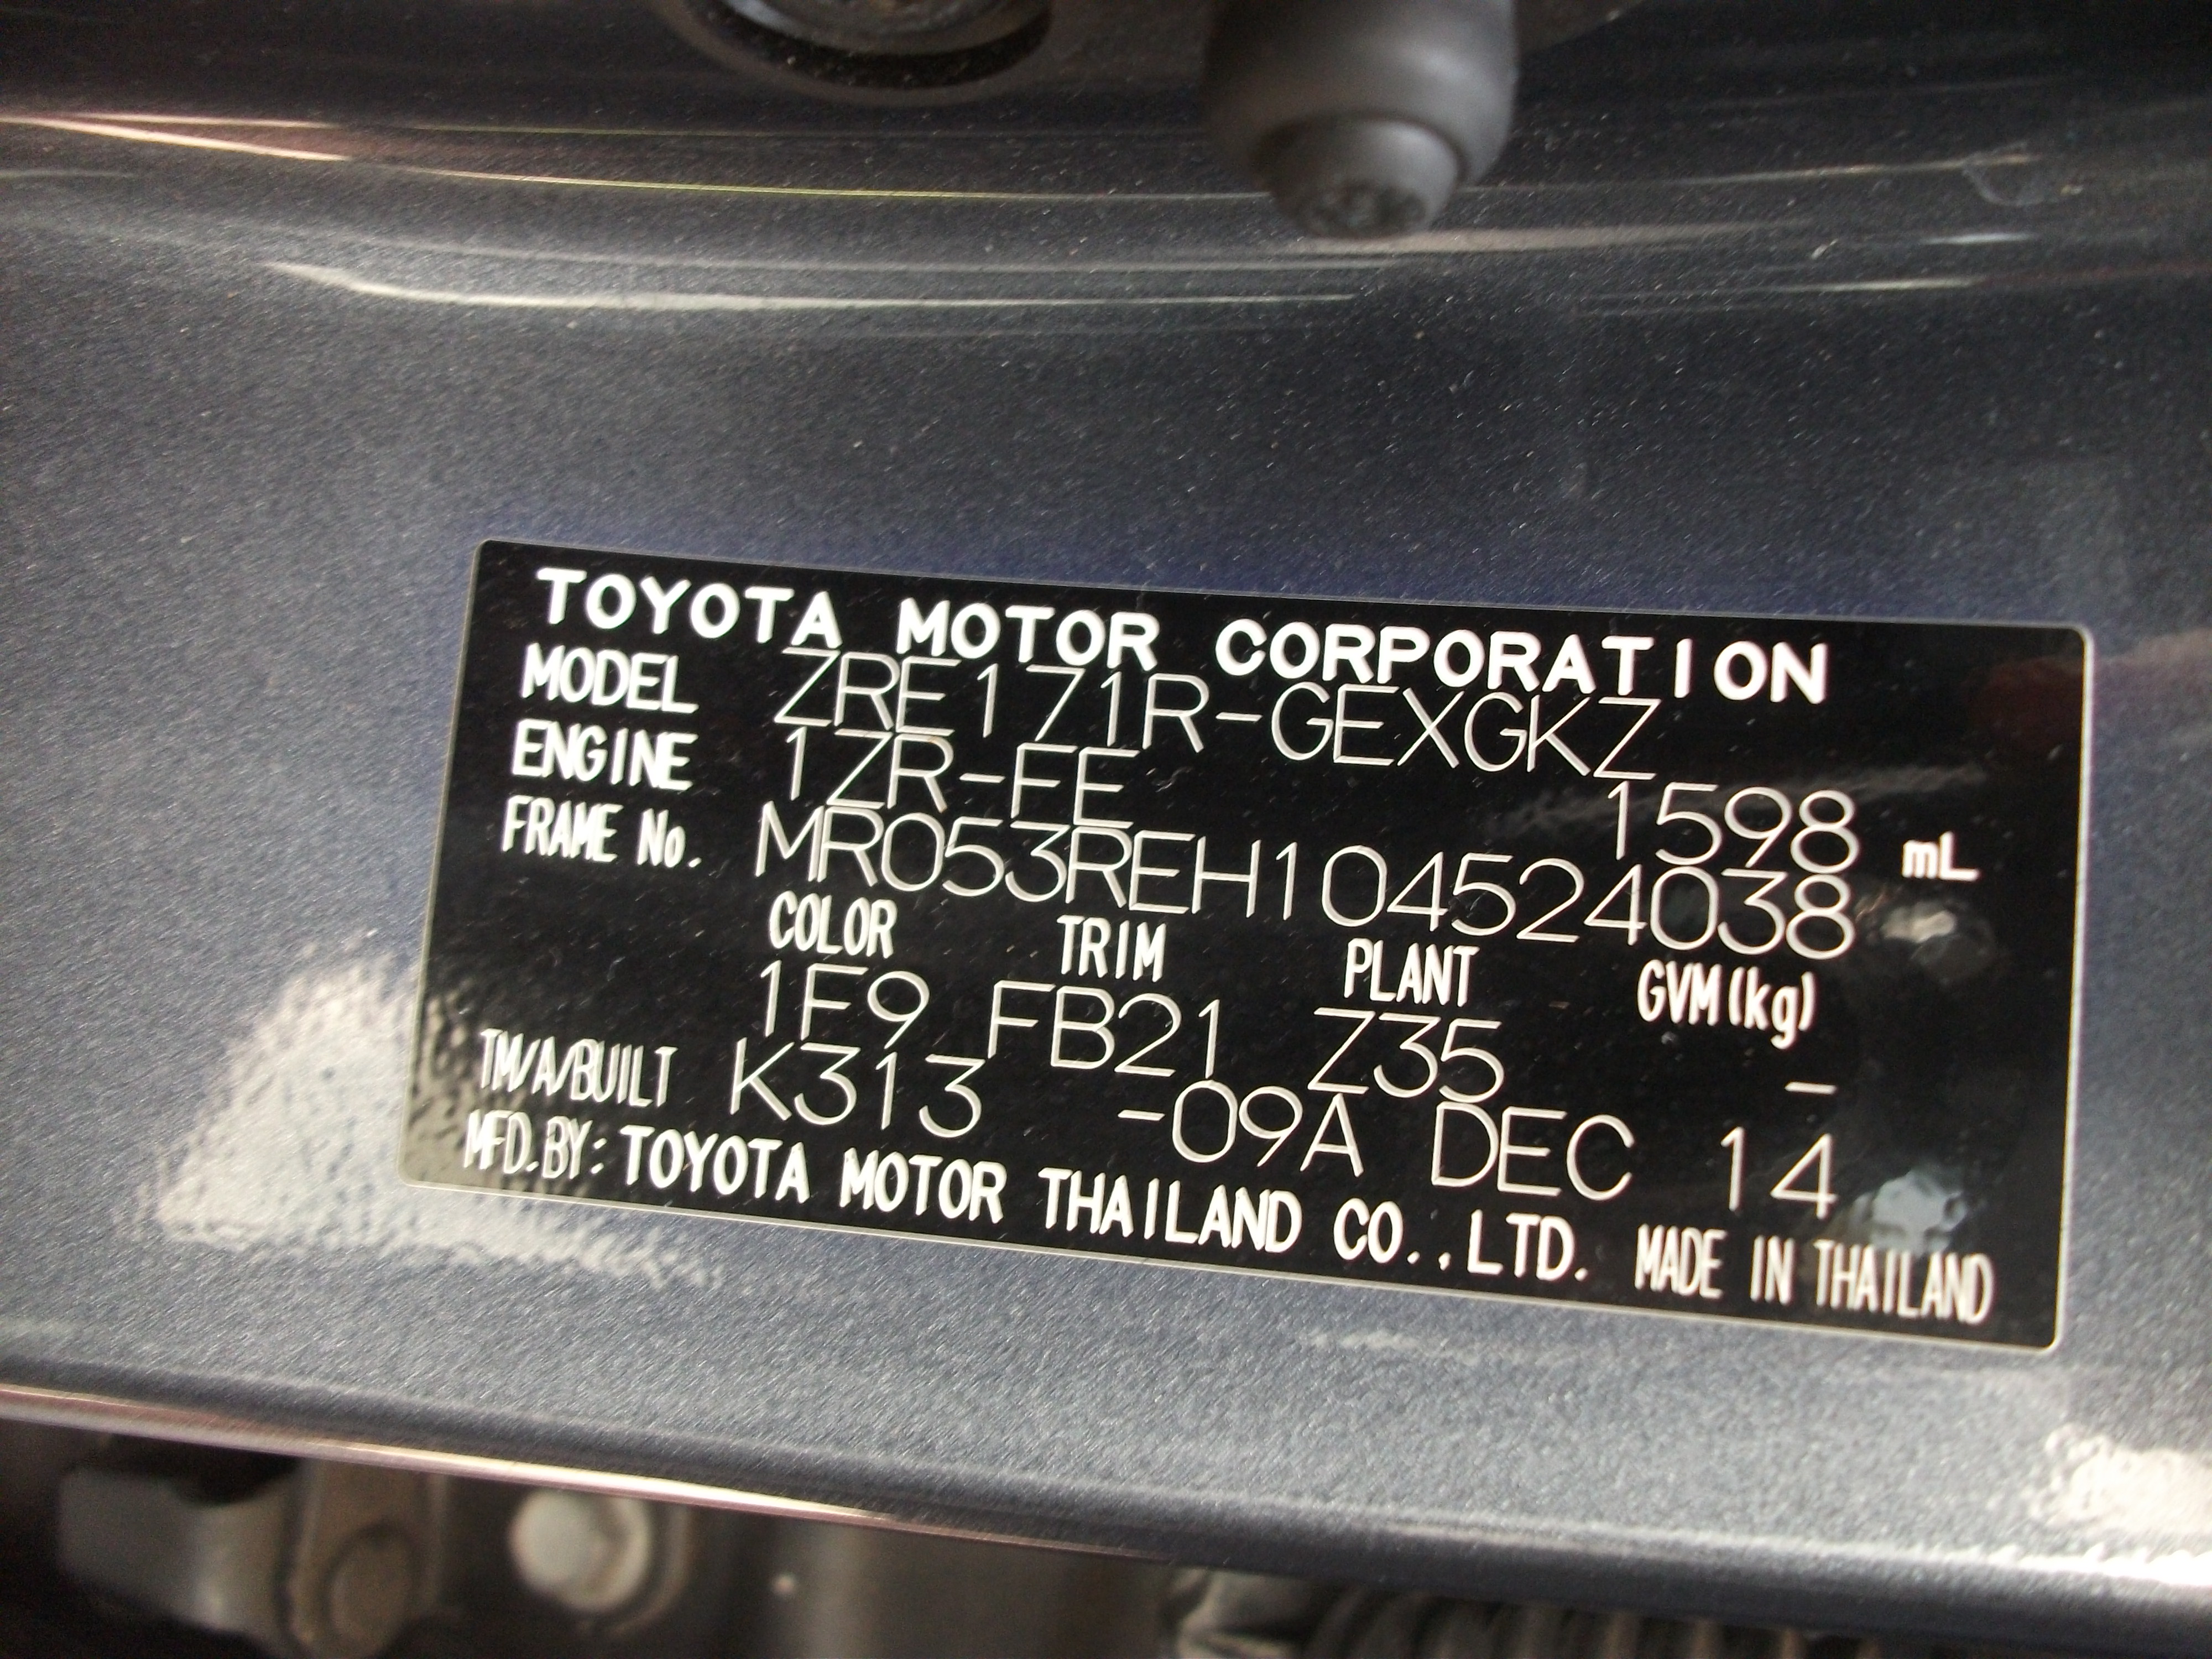 TOYOTA MOTOR CORPORATION
MODEL ZRE171R-GEXGKZ
ENGINE 1ZR-FE 1598 mL
FRAME No. MR053REH104524038
COLOR TRIM PLANT GVM(kg)
1F9 FB21 Z35 -
TM/A/BUILT K313 -09A DEC 14
MFD.BY: TOYOTA MOTOR THAILAND CO.,LTD. MADE IN THAILAND